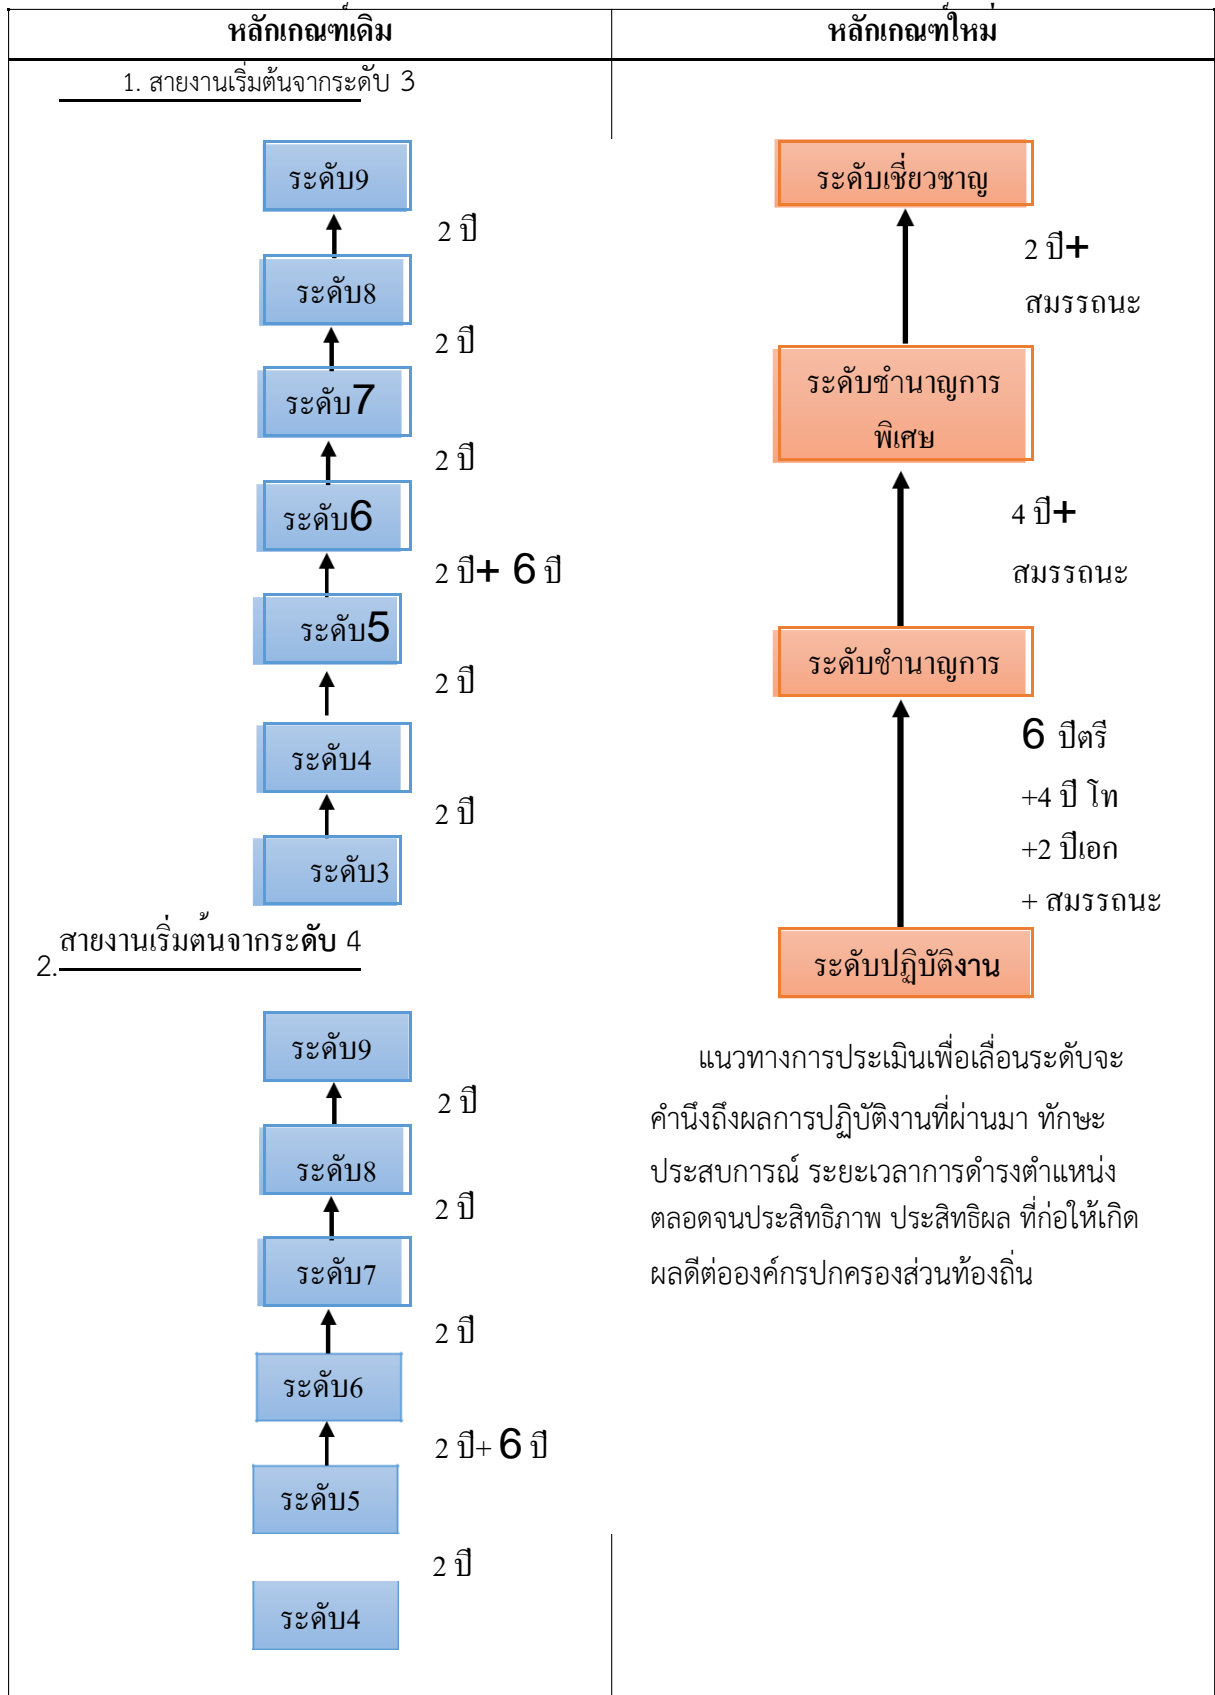 หลักเกณฑ์เดิม
หลักเกณฑ์ใหม่
1. สายงานเริ่มต้นจากระดับ 3
ระดับ9
2 ปี
ระดับ8
2 ปี
ระดับ7
2 ปี
ระดับ6
2 ปี+ 6 ปี
ระดับ5
2 ปี
ระดับ4
2 ปี
ระดับ3
2. สายงานเริ่มต้นจากระดับ 4
ระดับ9
2 ปี
ระดับ8
2 ปี
ระดับ7
2 ปี
ระดับ6
2 ปี+ 6 ปี
ระดับ5
2 ปี
ระดับ4
ระดับเชี่ยวชาญ
2 ปี+
สมรรถนะ
ระดับชำนาญการ
พิเศษ
4 ปี+
สมรรถนะ
ระดับชำนาญการ
6 ปีตรี
+4 ปี โท
+2 ปีเอก
+ สมรรถนะ
ระดับปฏิบัติงาน
แนวทางการประเมินเพื่อเลื่อนระดับจะ
คำนึงถึงผลการปฏิบัติงานที่ผ่านมา ทักษะ
ประสบการณ์ ระยะเวลาการดำรงตำแหน่ง
ตลอดจนประสิทธิภาพ ประสิทธิผล ที่ก่อให้เกิด
ผลดีต่อองค์กรปกครองส่วนท้องถิ่น